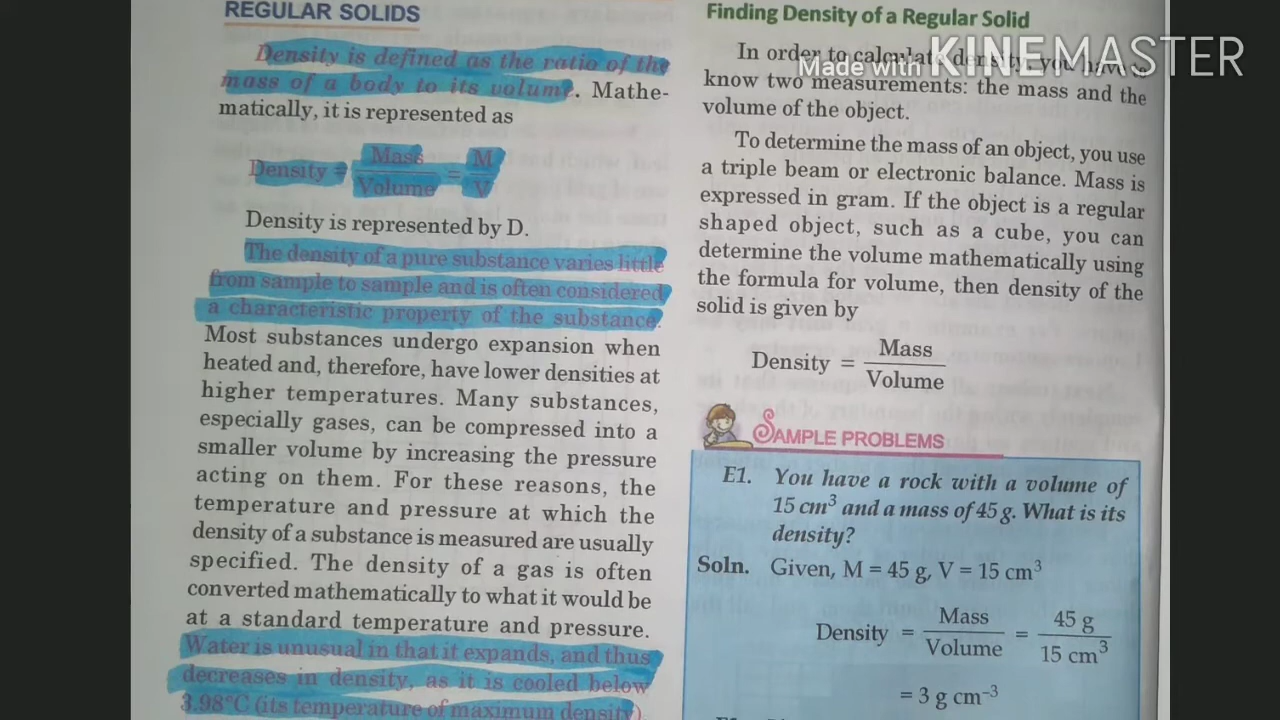 REGULAR SOLIDS
Density is defined as the ratio of the
mass of a body to its volume. Mathe-
matically, it is represented as
Density = Mass / Volume = M / V
Density is represented by D.
The density of a pure substance varies little
from sample to sample and is often considered
a characteristic property of the substance.
Most substances undergo expansion when
heated and, therefore, have lower densities at
higher temperatures. Many substances,
especially gases, can be compressed into a
smaller volume by increasing the pressure
acting on them. For these reasons, the
temperature and pressure at which the
density of a substance is measured are usually
specified. The density of a gas is often
converted mathematically to what it would be
at a standard temperature and pressure.
Water is unusual in that it expands, and thus
decreases in density, as it is cooled below
3.98°C (its temperature of maximum density).
Finding Density of a Regular Solid
In order to calculate density, you have to
Made with KINEMASTER
know two measurements: the mass and the
volume of the object.
To determine the mass of an object, you use
a triple beam or electronic balance. Mass is
expressed in gram. If the object is a regular
shaped object, such as a cube, you can
determine the volume mathematically using
the formula for volume, then density of the
solid is given by
Density = Mass / Volume
SAMPLE PROBLEMS
E1. You have a rock with a volume of
15 cm³ and a mass of 45 g. What is its
density?
Soln. Given, M = 45 g, V = 15 cm³
Density = Mass / Volume = 45 g / 15 cm³
= 3 g cm⁻³